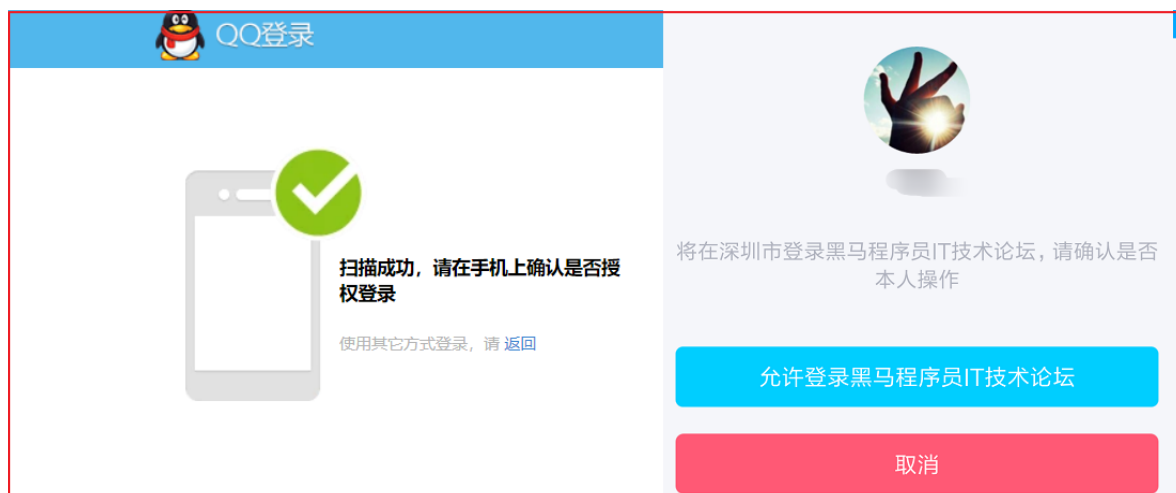 QQ登录
扫描成功，请在手机上确认是否授
权登录
使用其它方式登录，请 返回
将在深圳市登录黑马程序员IT技术论坛，请确认是否
本人操作
允许登录黑马程序员IT技术论坛
取消